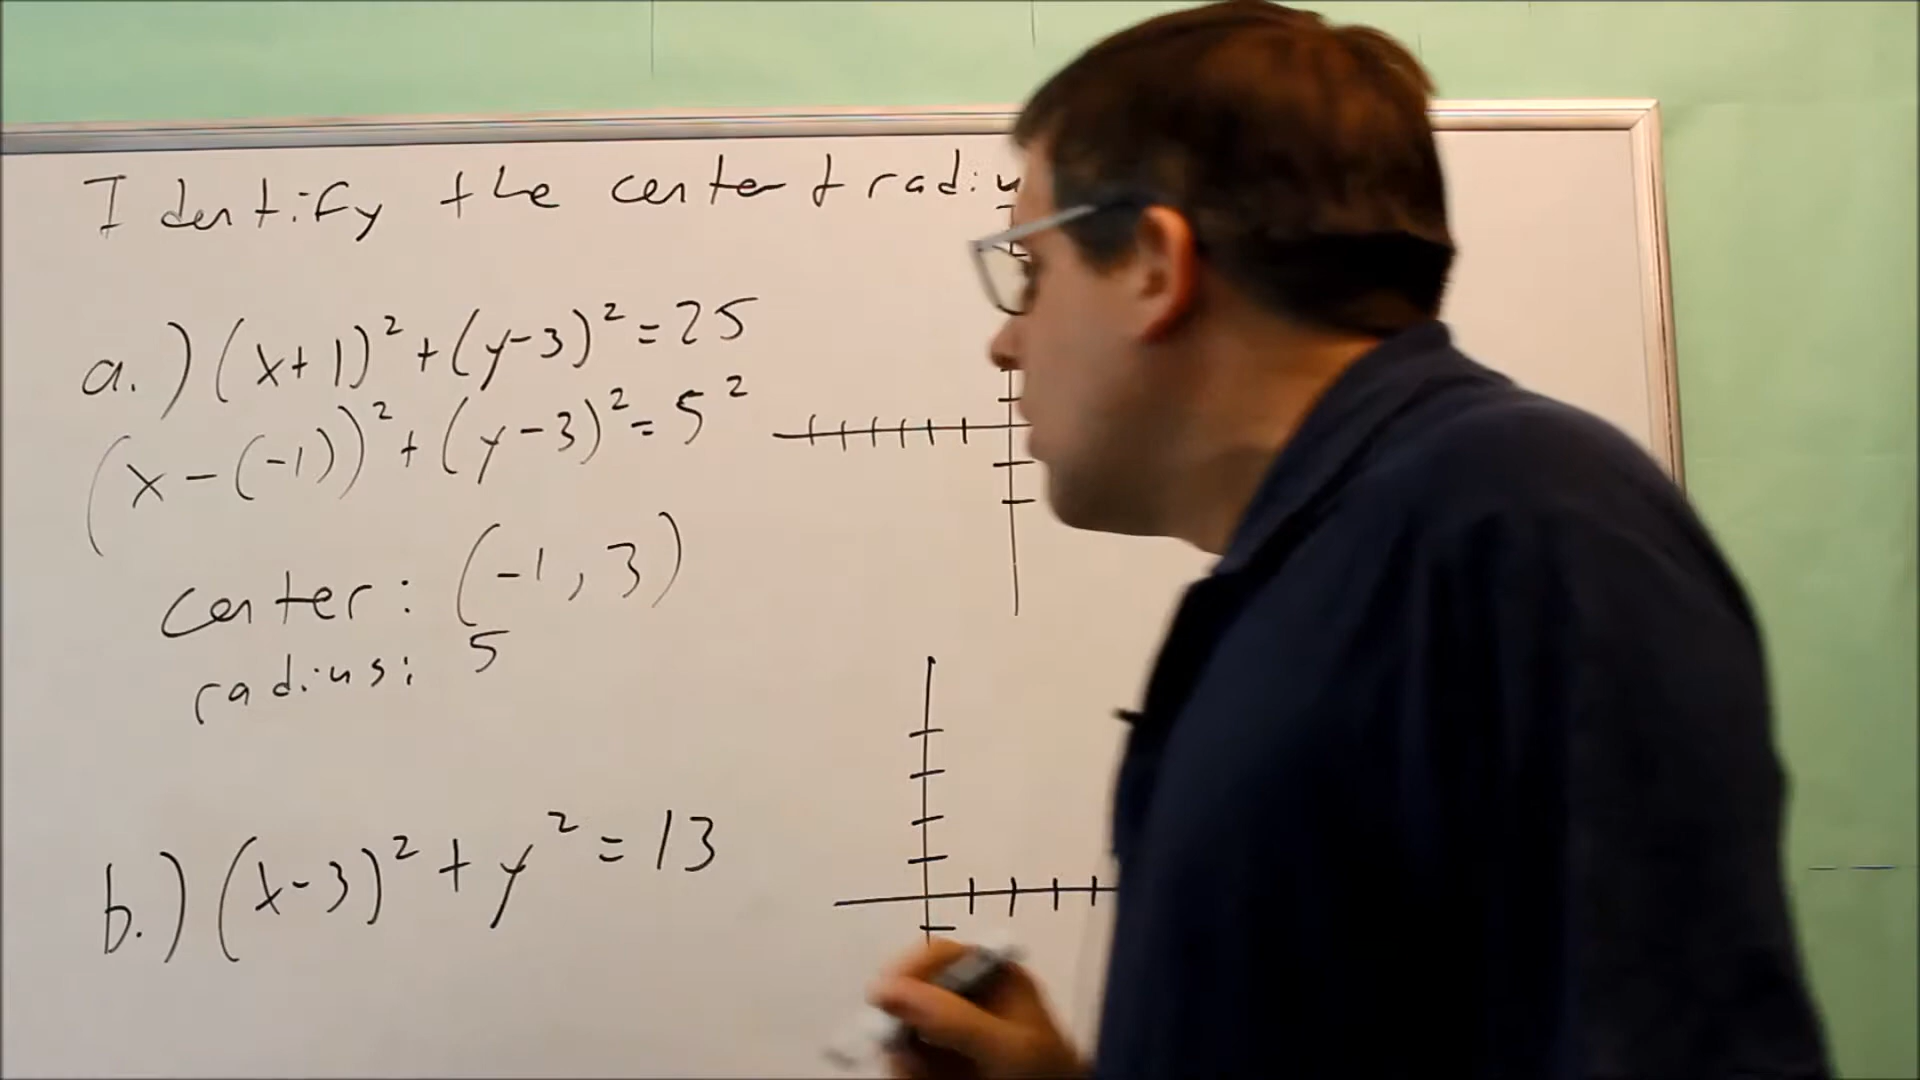 Identify the center & radiu
a.) (x+1)² + (y-3)² = 25
(x-(-1))² + (y-3)² = 5²
center: (-1, 3)
radius: 5
b.) (x-3)² + y² = 13